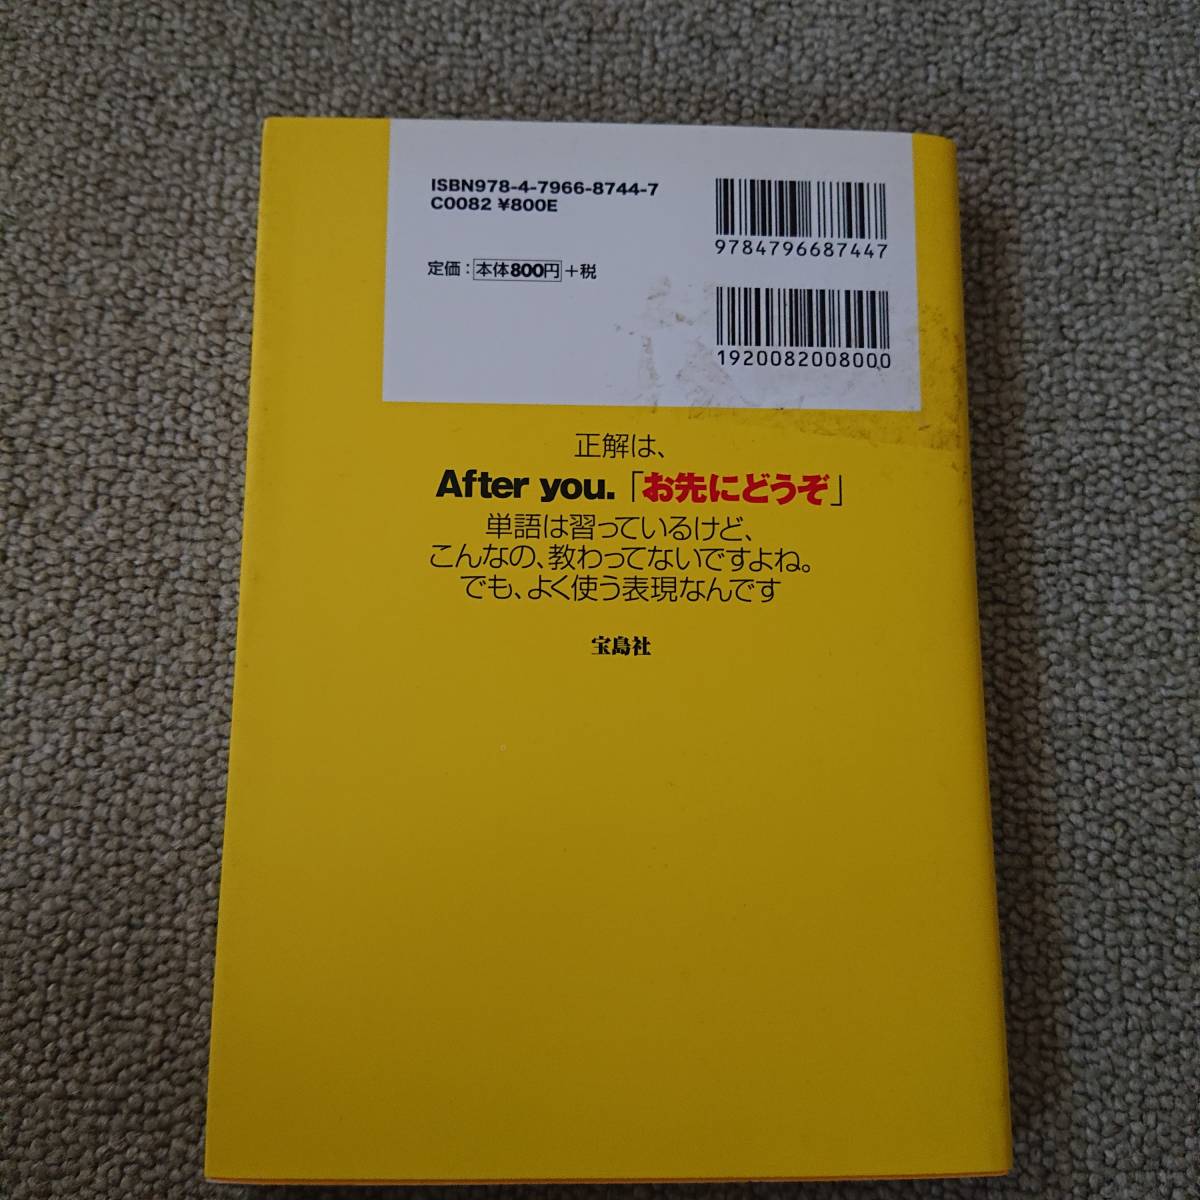 ISBN978-4-7966-8744-7
C0082 ¥800E
9784796687447
定価:本体800円+税
1920082008000
正解は、
After you.「お先にどうぞ」
単語は習っているけど、
こんなの、教わってないですよね。
でも、よく使う表現なんです
宝島社